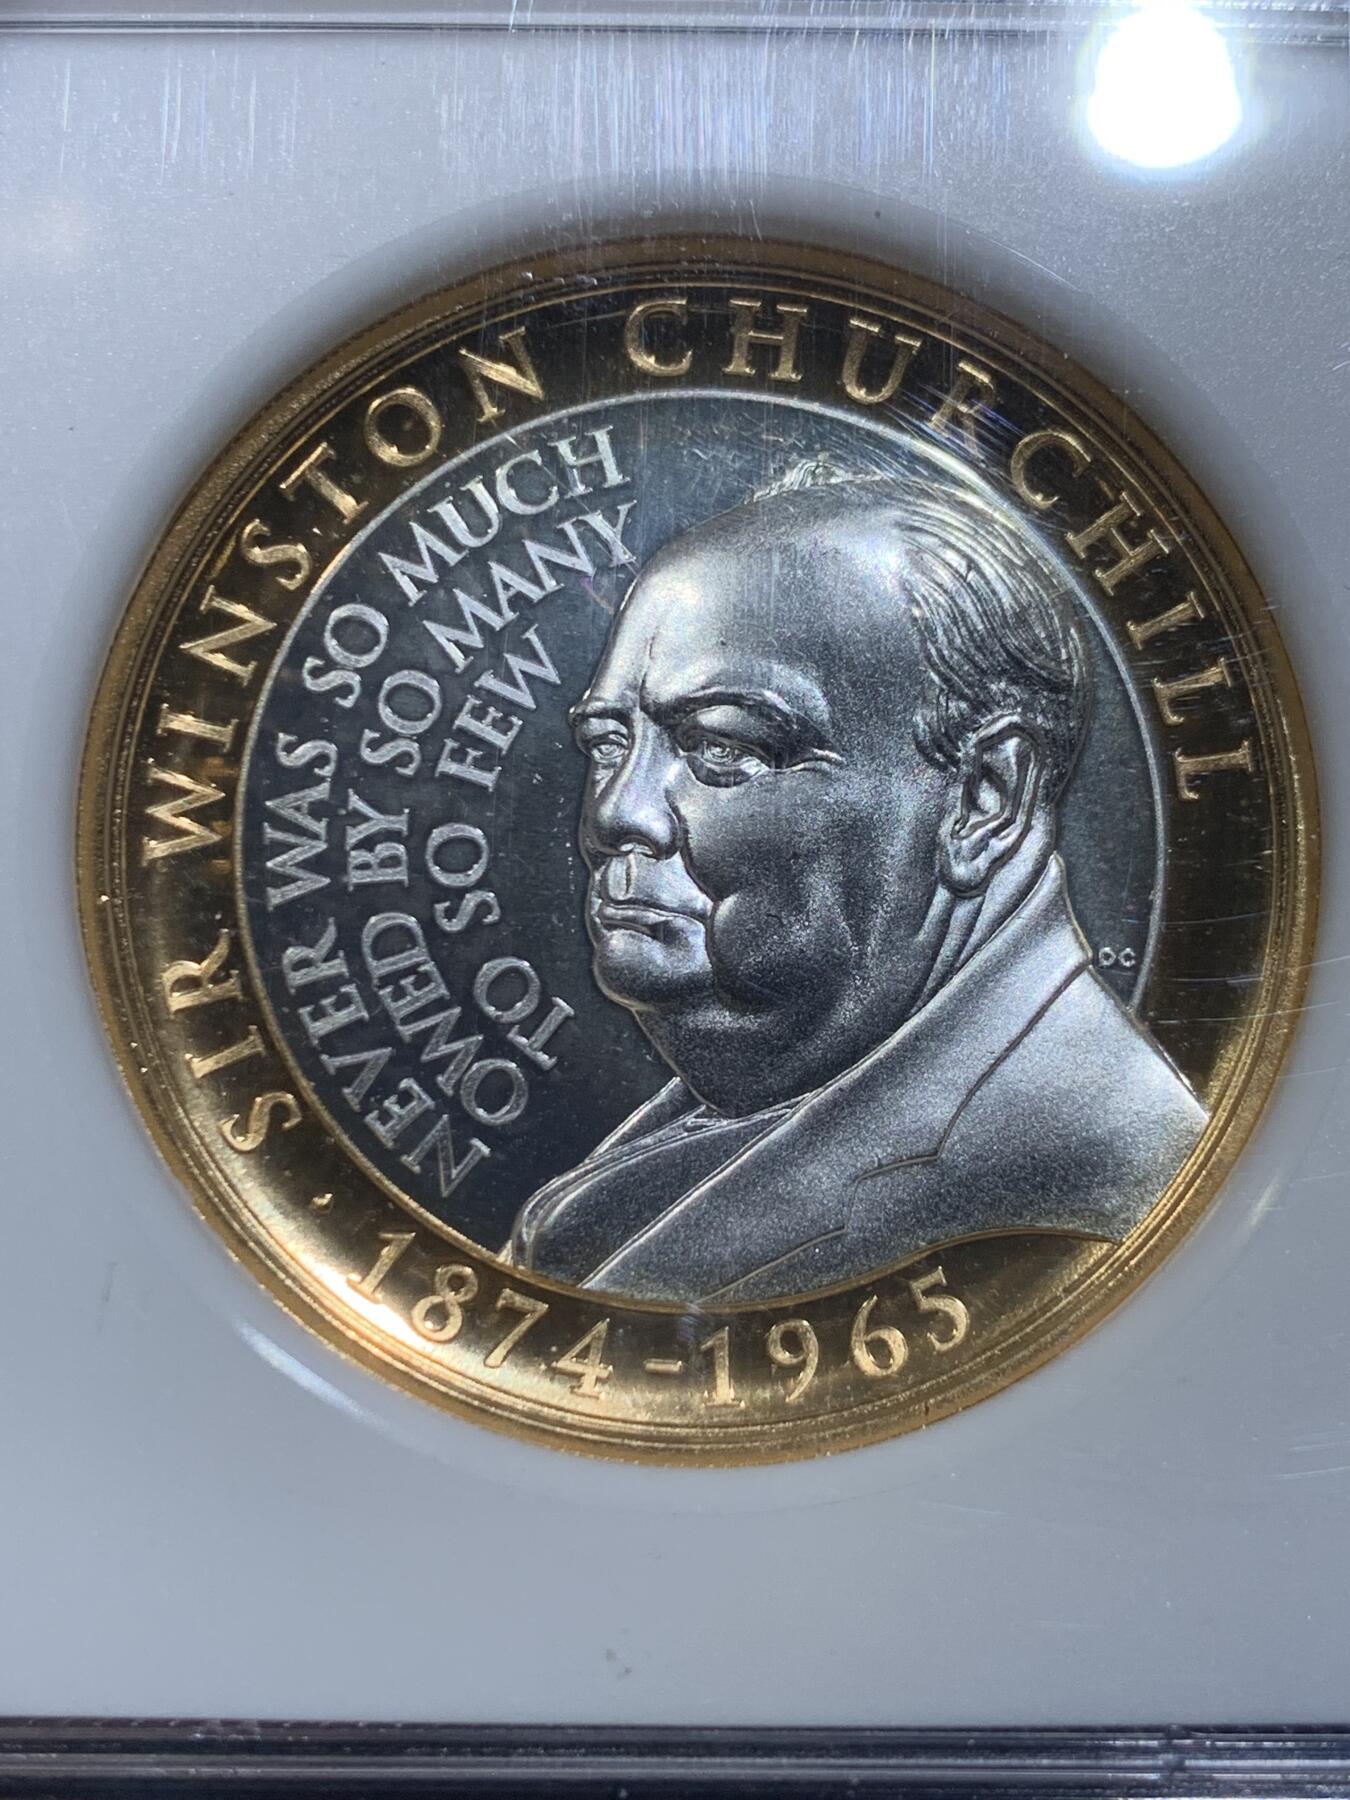 SIR WINSTON CHURCHILL
· 1874-1965
NEVER WAS SO MUCH
OWED BY SO MANY
TO SO FEW
DC